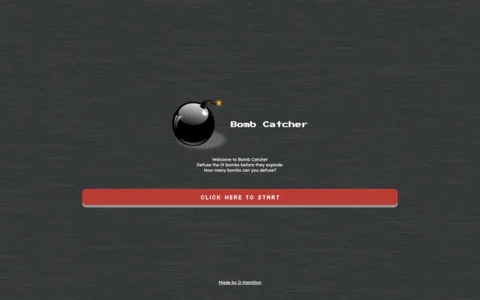 Bomb Catcher
Welcome to Bomb Catcher
Defuse the lit bombs before they explode.
How many bombs can you defuse?
CLICK HERE TO START
Made by D Hamilton